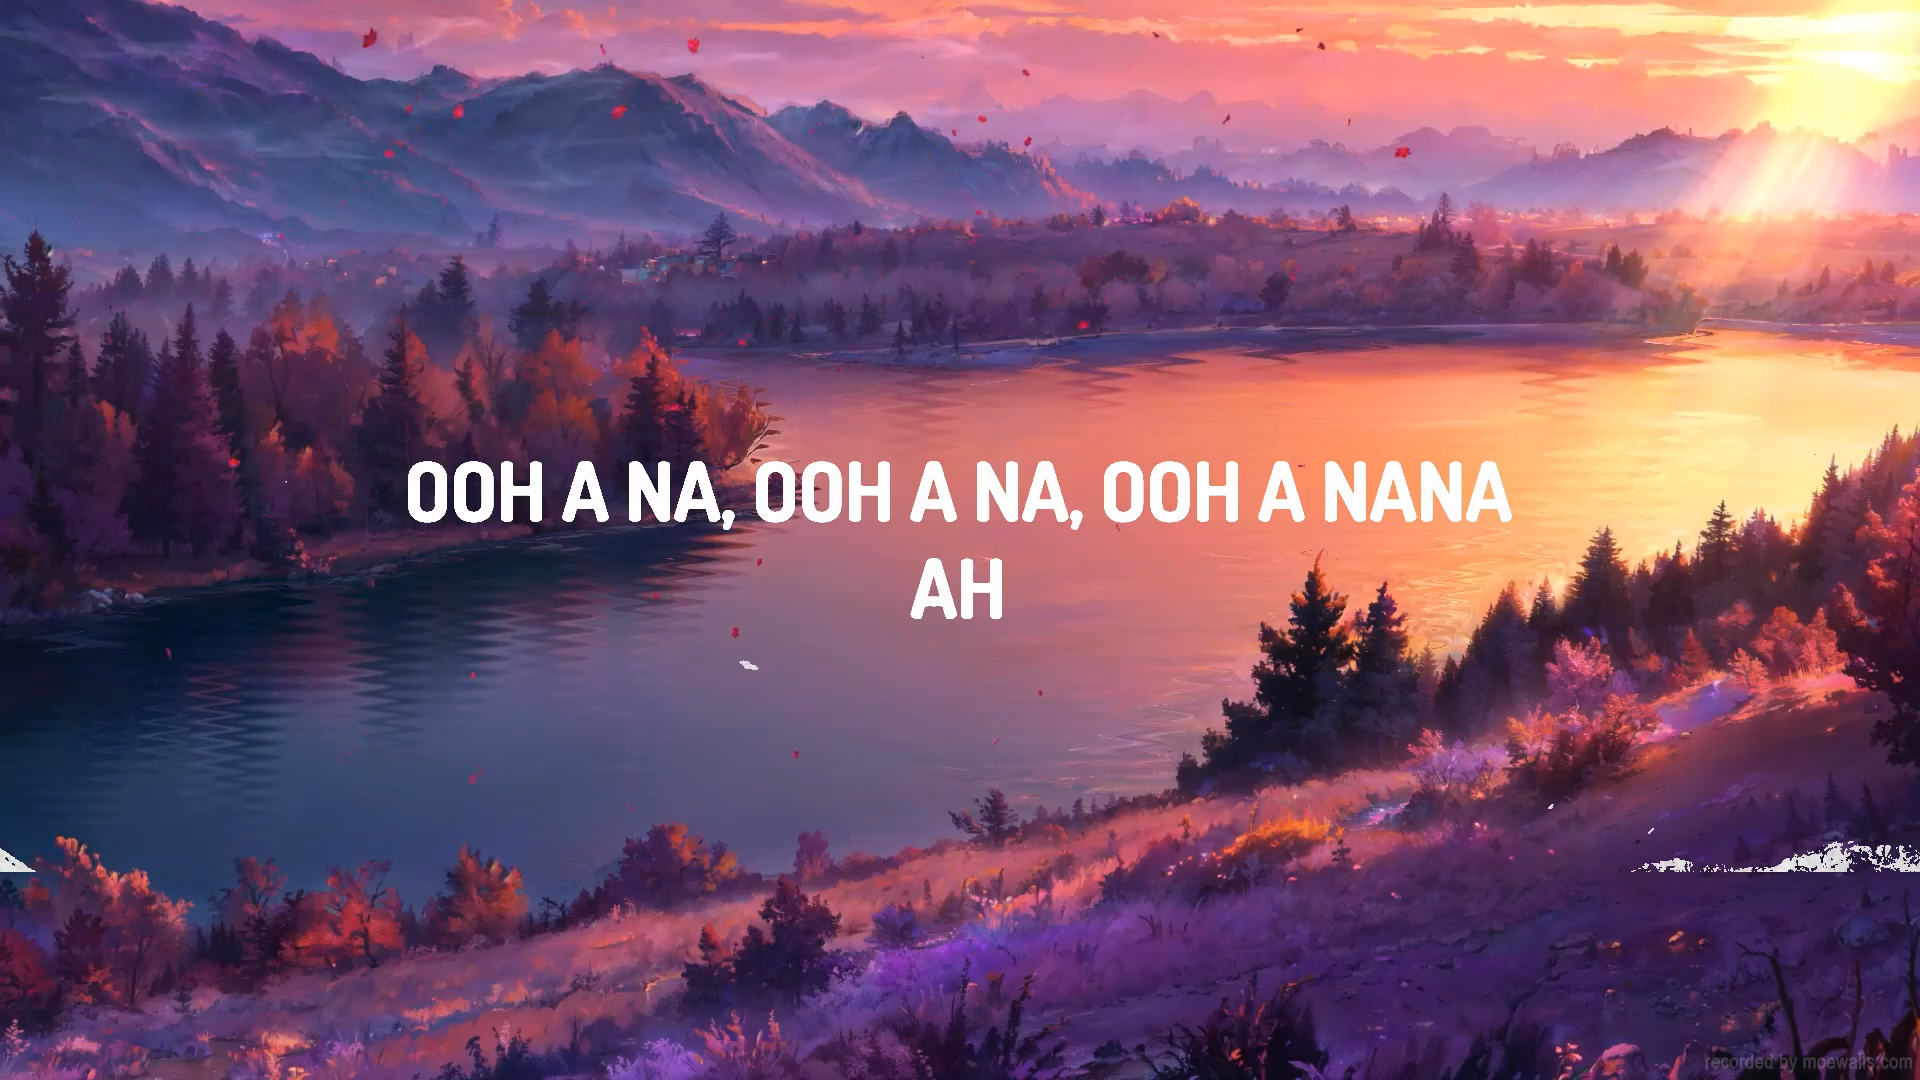 OOH A NA, OOH A NA, OOH A NANA
AH
recorded by moewalls.com